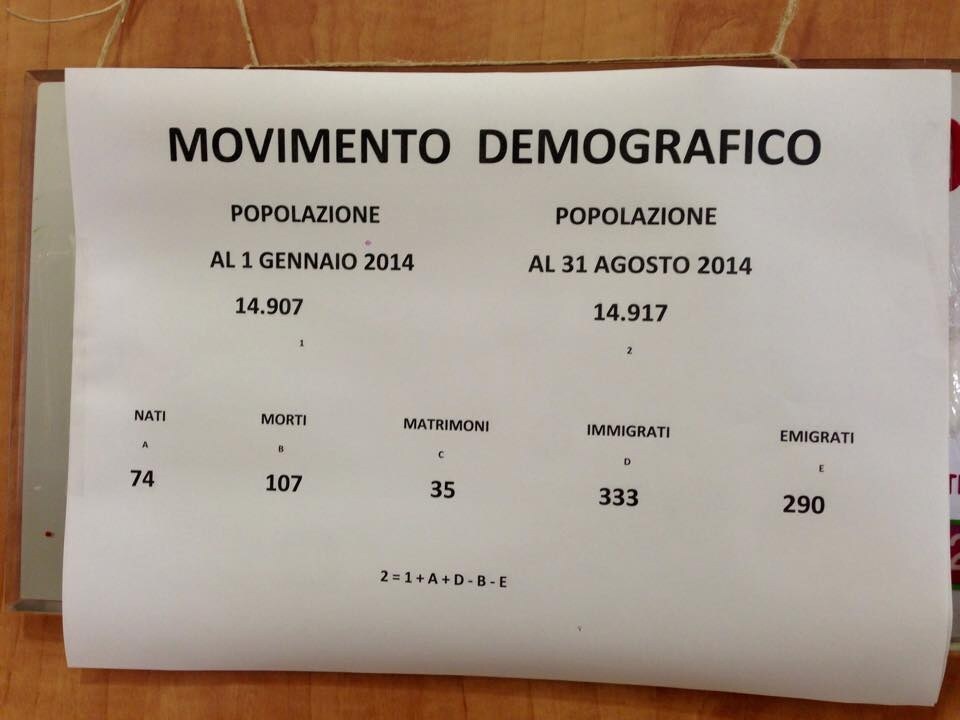 MOVIMENTO DEMOGRAFICO
POPOLAZIONE
AL 1 GENNAIO 2014
14.907
1
POPOLAZIONE
AL 31 AGOSTO 2014
14.917
2
NATI
A
74
MORTI
B
107
MATRIMONI
C
35
IMMIGRATI
D
333
EMIGRATI
E
290
2 = 1 + A + D - B - E